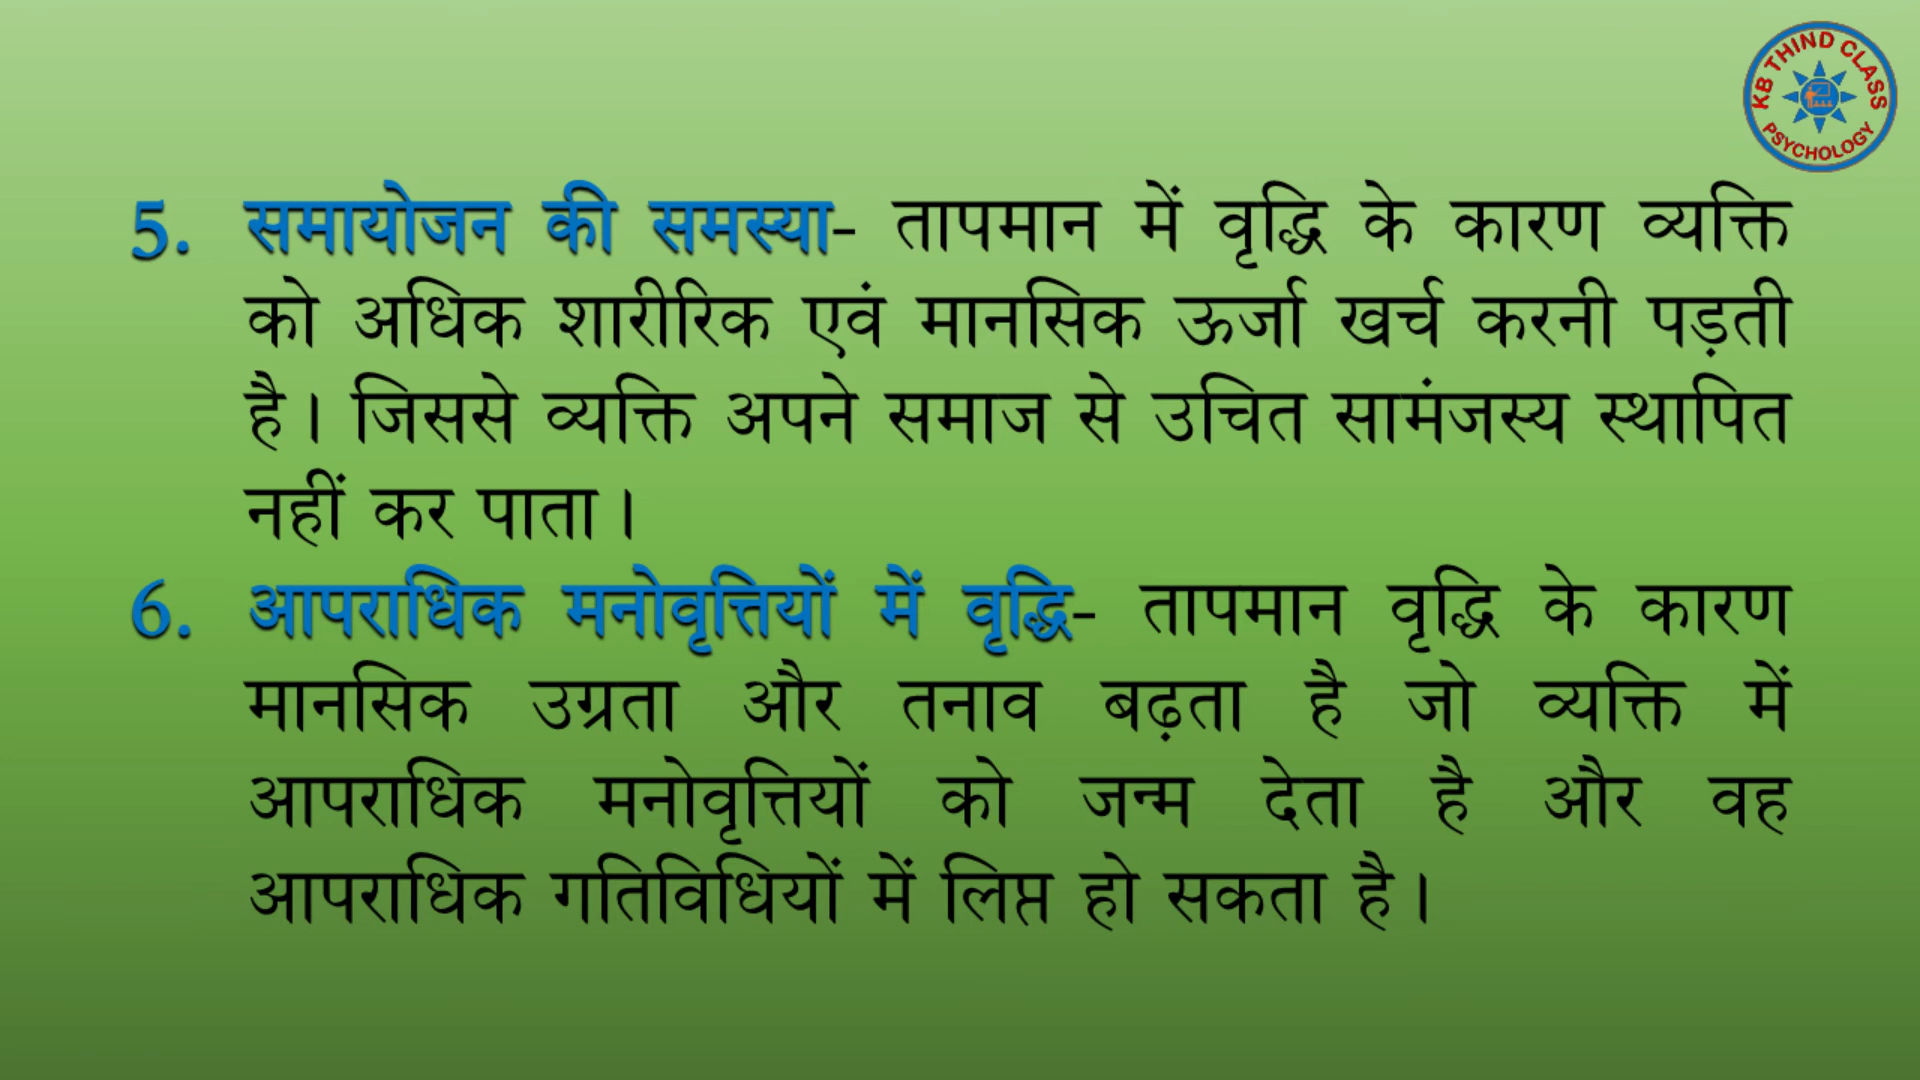 KB THIND CLASS
PSYCHOLOGY
5. समायोजन की समस्या- तापमान में वृद्धि के कारण व्यक्ति
को अधिक शारीरिक एवं मानसिक ऊर्जा खर्च करनी पड़ती
है। जिससे व्यक्ति अपने समाज से उचित सामंजस्य स्थापित
नहीं कर पाता।
6. आपराधिक मनोवृत्तियों में वृद्धि- तापमान वृद्धि के कारण
मानसिक उग्रता और तनाव बढ़ता है जो व्यक्ति में
आपराधिक मनोवृत्तियों को जन्म देता है और वह
आपराधिक गतिविधियों में लिप्त हो सकता है।